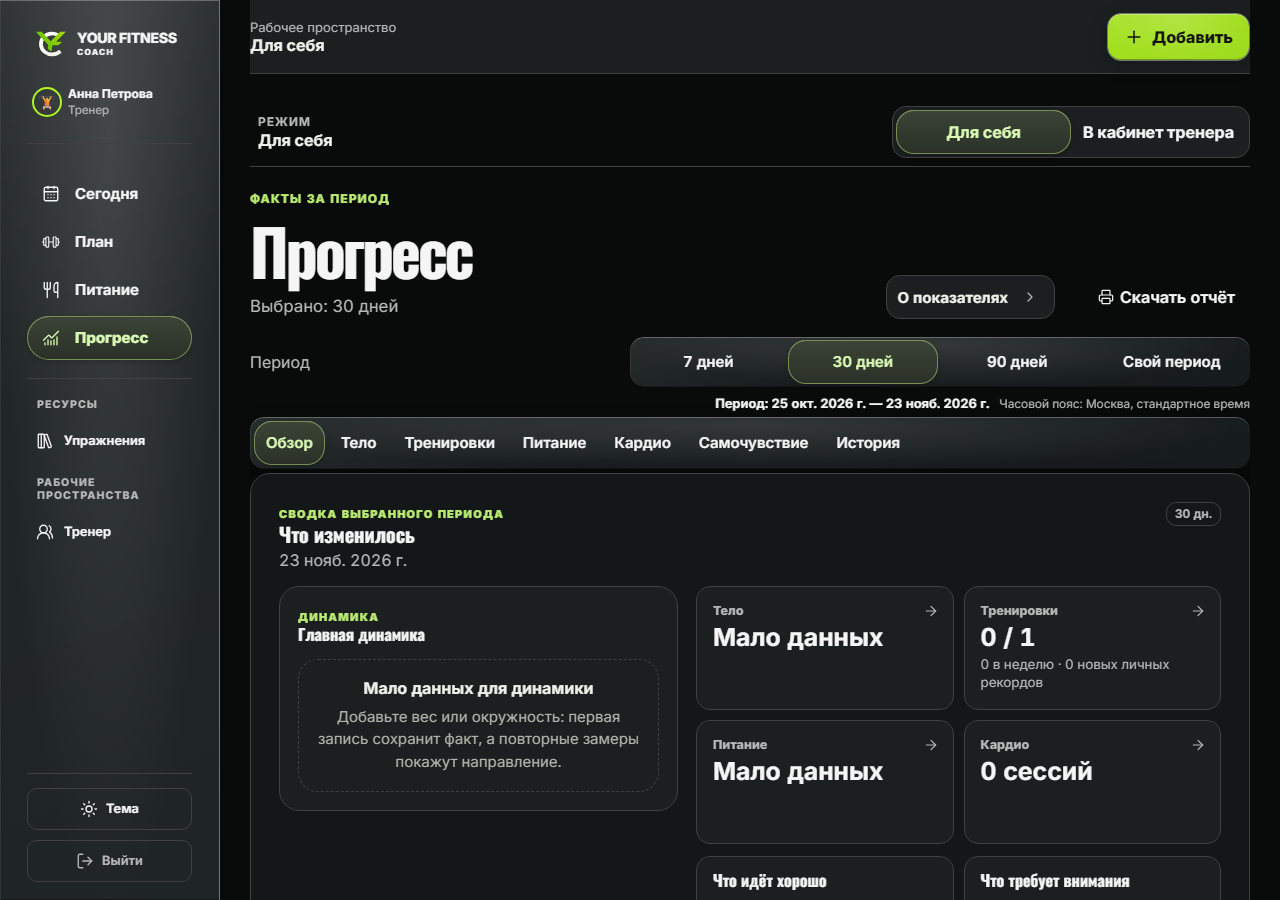 YOUR FITNESS
COACH
Анна Петрова
Тренер
Сегодня
План
Питание
Прогресс
РЕСУРСЫ
Упражнения
РАБОЧИЕ
ПРОСТРАНСТВА
Тренер
Тема
Выйти
Рабочее пространство
Для себя
Добавить
РЕЖИМ
Для себя
Для себя
В кабинет тренера
ФАКТЫ ЗА ПЕРИОД
Прогресс
Выбрано: 30 дней
О показателях
Скачать отчёт
Период
7 дней
30 дней
90 дней
Свой период
Период: 25 окт. 2026 г. — 23 нояб. 2026 г. Часовой пояс: Москва, стандартное время
Обзор
Тело
Тренировки
Питание
Кардио
Самочувствие
История
СВОДКА ВЫБРАННОГО ПЕРИОДА
30 дн.
Что изменилось
23 нояб. 2026 г.
ДИНАМИКА
Главная динамика
Мало данных для динамики
Добавьте вес или окружность: первая
запись сохранит факт, а повторные замеры
покажут направление.
Тело
Мало данных
Тренировки
0 / 1
0 в неделю · 0 новых личных
рекордов
Питание
Мало данных
Кардио
0 сессий
Что идёт хорошо
Что требует внимания